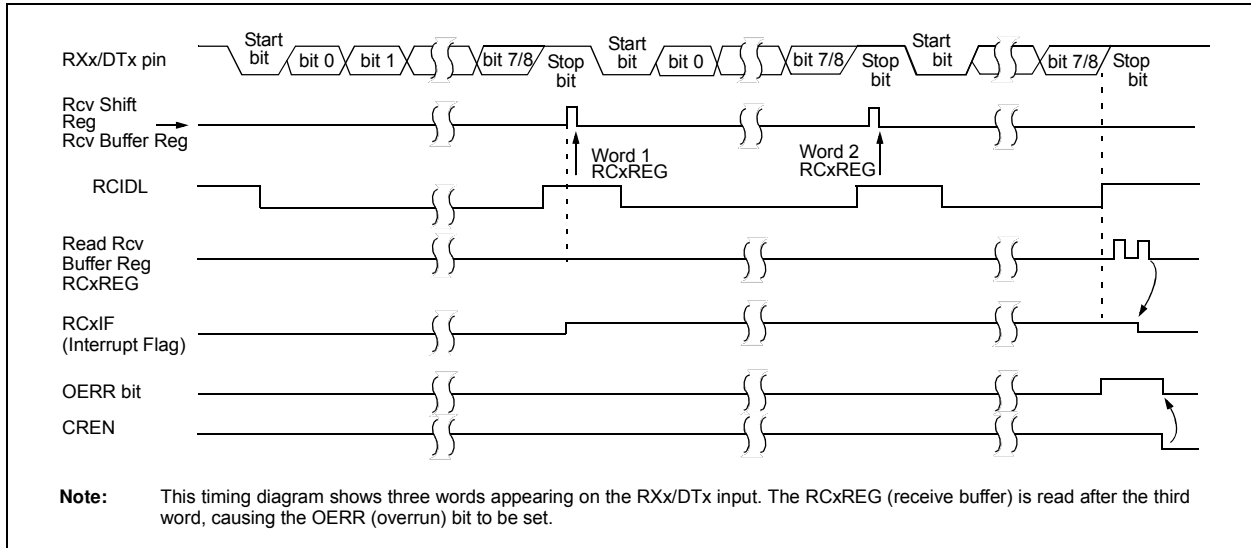 RXx/DTx pin
Start
bit
bit 0
bit 1
bit 7/8
Stop
bit
Start
bit
bit 0
bit 7/8
Stop
bit
Start
bit
bit 7/8
Stop
bit
Rcv Shift
Reg
Rcv Buffer Reg
Word 1
RCxREG
Word 2
RCxREG
RCIDL
Read Rcv
Buffer Reg
RCxREG
RCxIF
(Interrupt Flag)
OERR bit
CREN
Note: This timing diagram shows three words appearing on the RXx/DTx input. The RCxREG (receive buffer) is read after the third
word, causing the OERR (overrun) bit to be set.